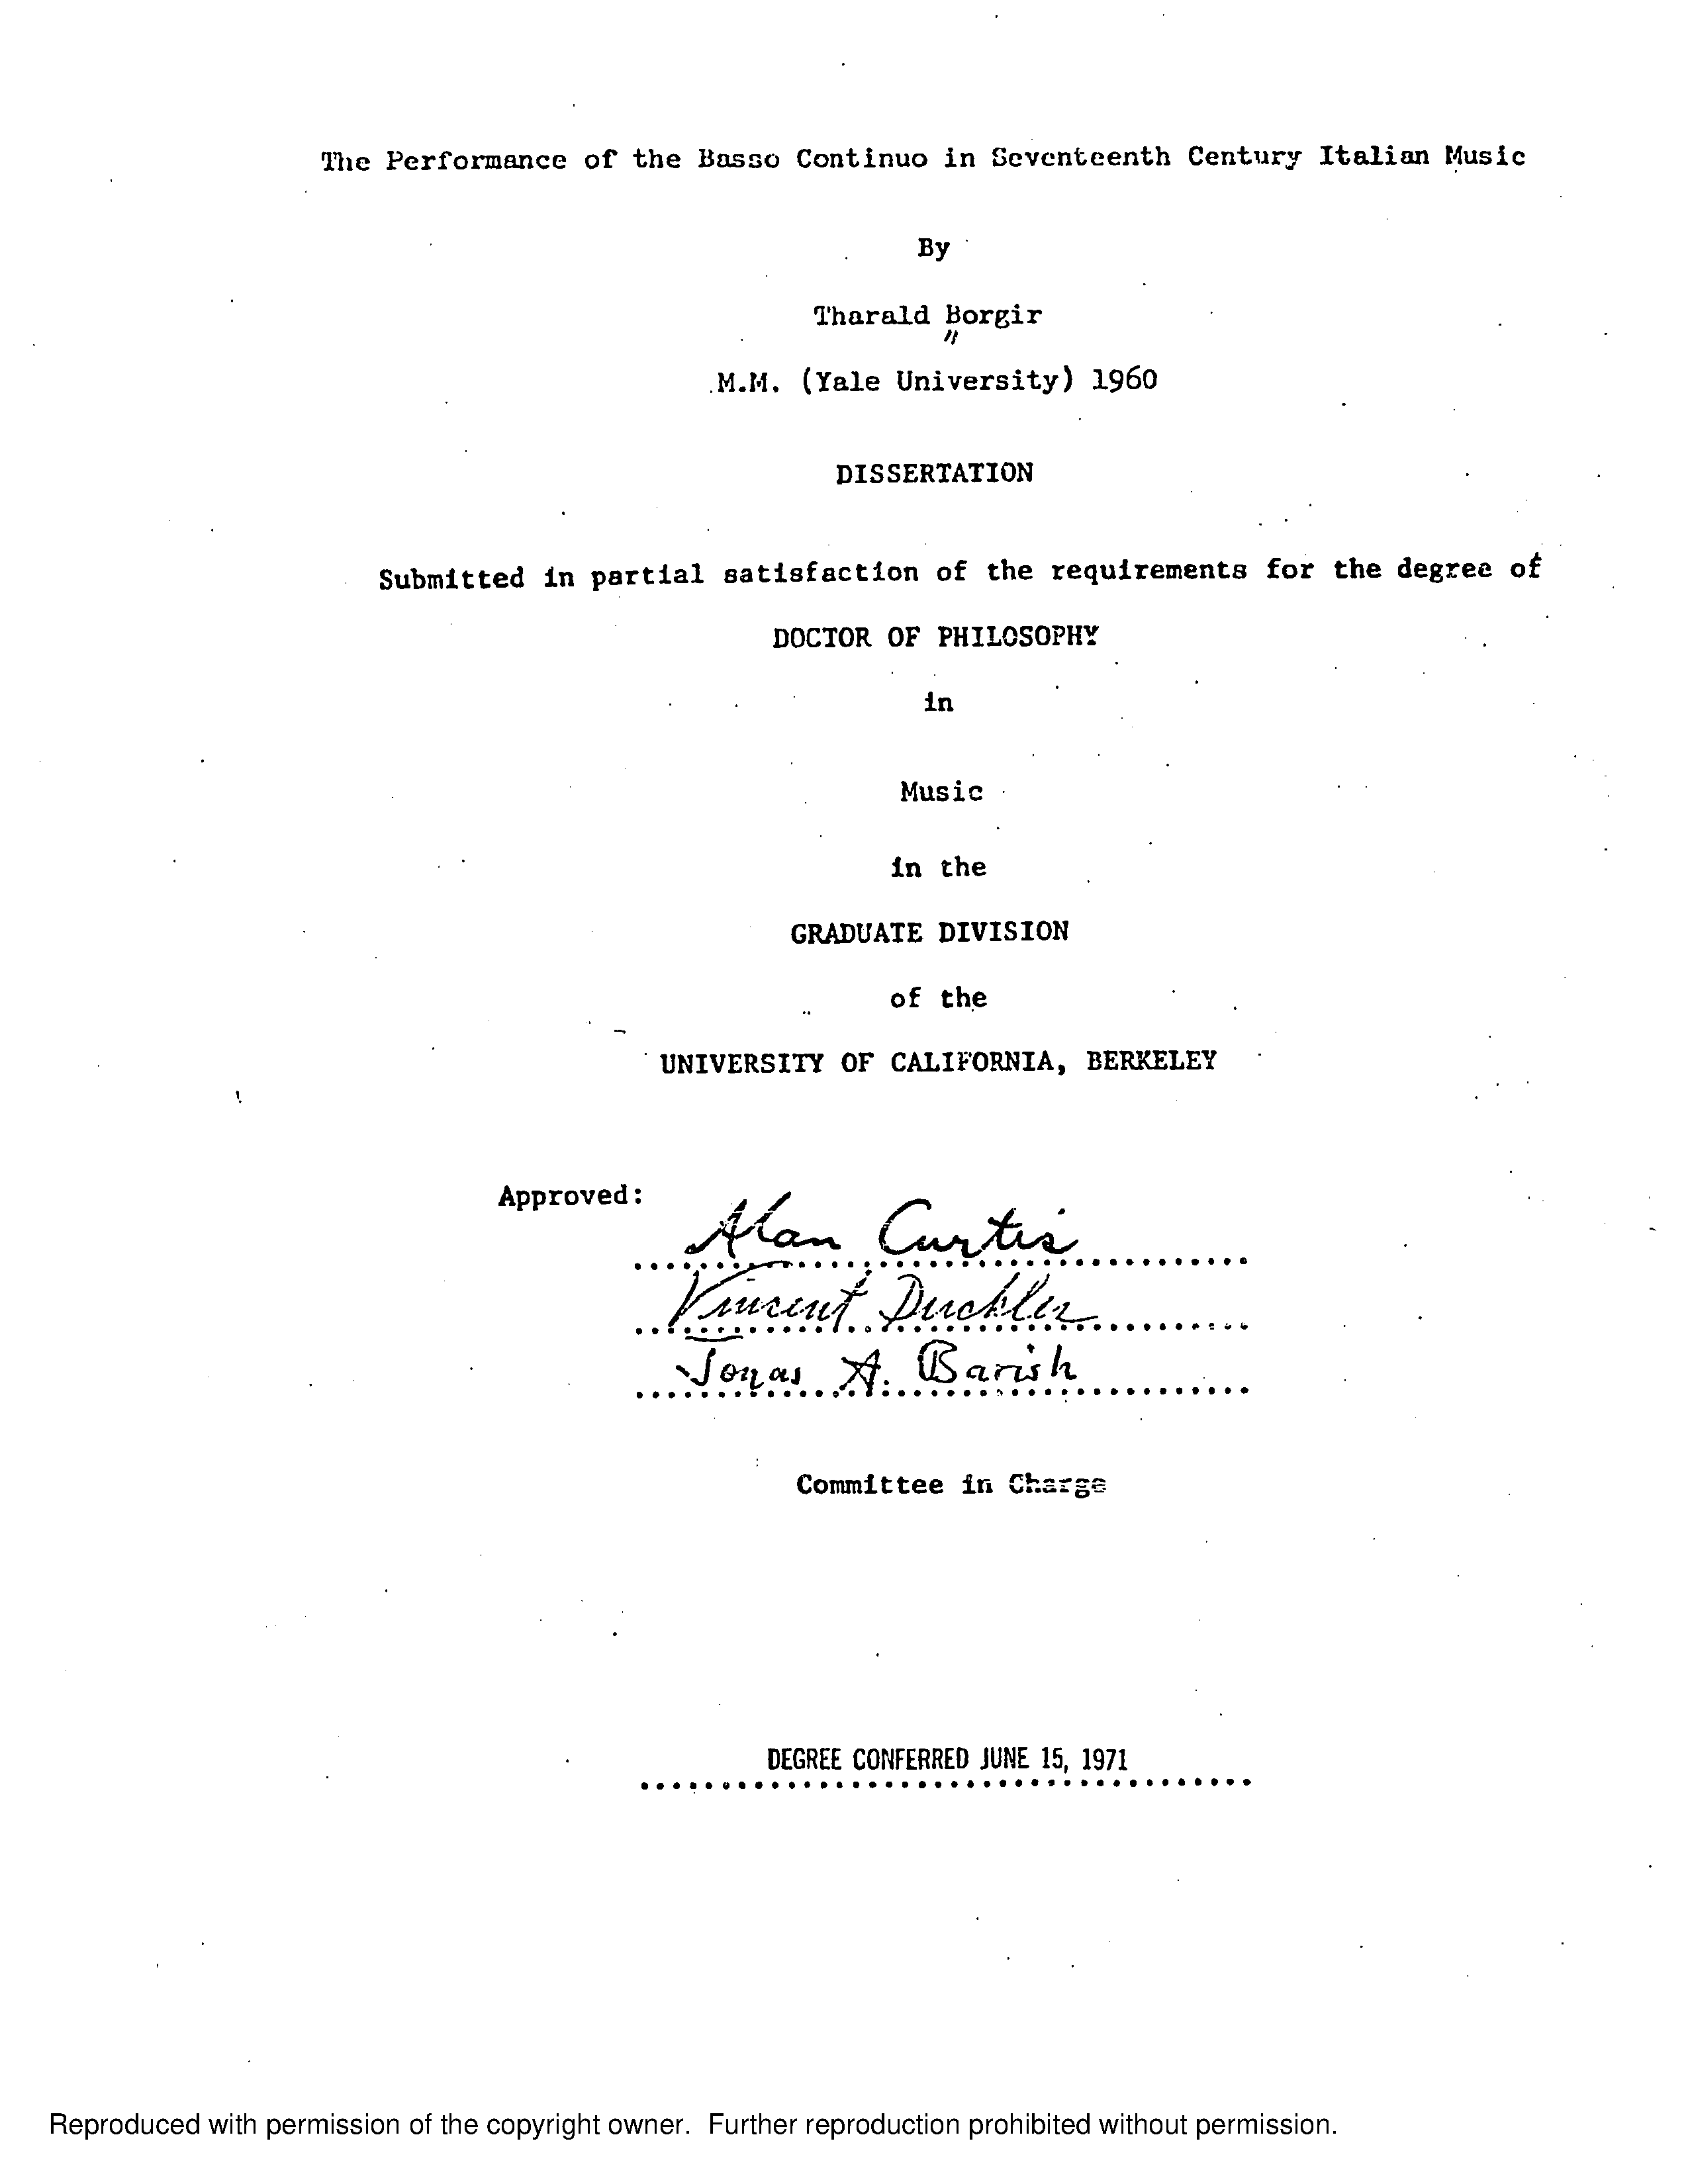 The Performance of the Basso Continuo in Seventeenth Century Italian Music
By
Tharald Borgir
M.M. (Yale University) 1960
DISSERTATION
Submitted in partial satisfaction of the requirements for the degree of
DOCTOR OF PHILOSOPHY
in
Music
in the
GRADUATE DIVISION
of the
UNIVERSITY OF CALIFORNIA, BERKELEY
Approved:
Alan Curtis
Vincent Duckles
Jonas A. Barish
Committee in Charge
DEGREE CONFERRED JUNE 15, 1971
Reproduced with permission of the copyright owner. Further reproduction prohibited without permission.